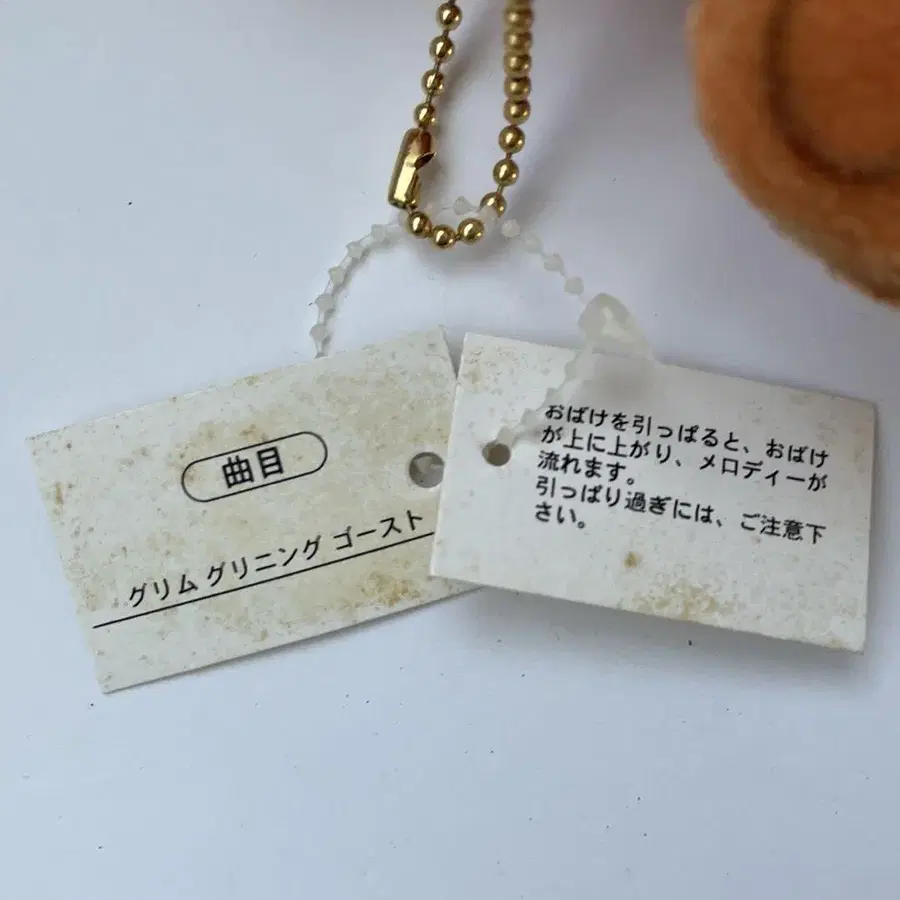 曲目
グリム グリニング ゴースト
おばけを引っぱると、おばけ
が上に上がり、メロディーが
流れます。
引っぱり過ぎには、ご注意下
さい。